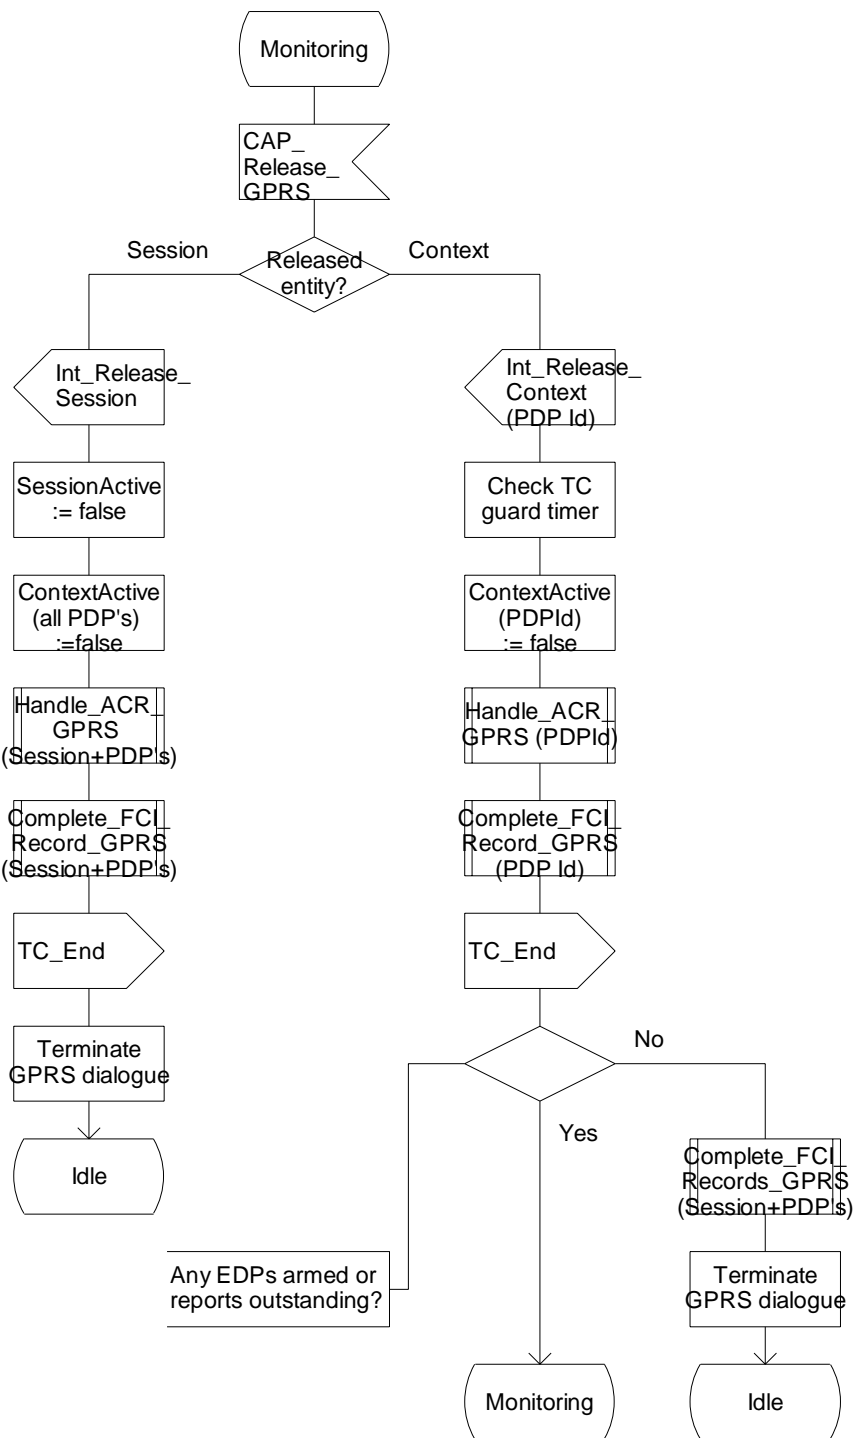 Monitoring
CAP_
Release_
GPRS
Session
Context
Released
entity?
Int_Release_
Session
Int_Release_
Context
(PDP Id)
SessionActive
:= false
Check TC
guard timer
ContextActive
(all PDP's)
:=false
ContextActive
(PDPId)
:= false
Handle_ACR_
GPRS
(Session+PDP's)
Handle_ACR_
GPRS (PDPId)
Complete_FCI_
Record_GPRS
(Session+PDP's)
Complete_FCI_
Record_GPRS
(PDP Id)
TC_End
TC_End
Terminate
GPRS dialogue
No
Yes
Idle
Complete_FCI_
Records_GPRS
(Session+PDP's)
Any EDPs armed or
reports outstanding?
Terminate
GPRS dialogue
Monitoring
Idle